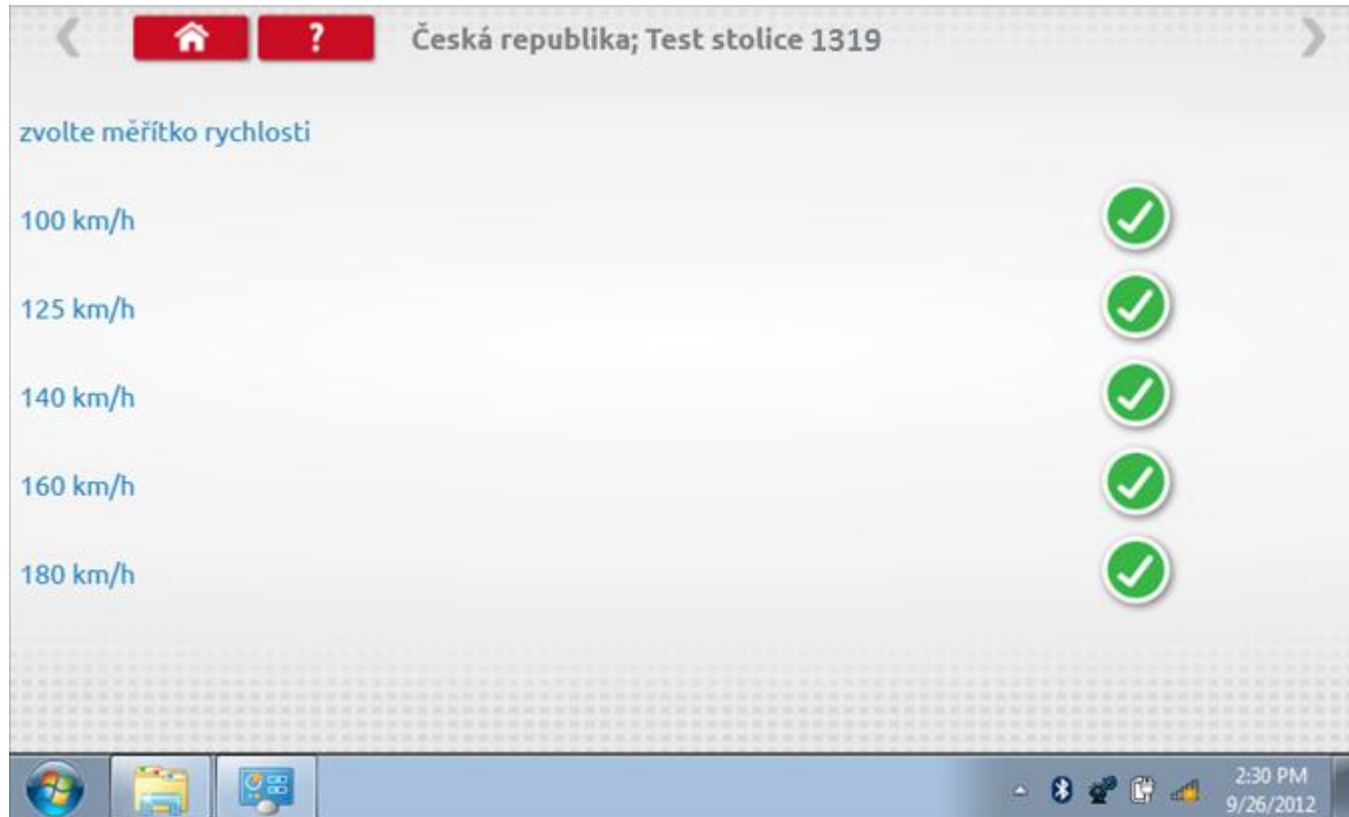 ?
Česká republika; Test stolice 1319
zvolte měřítko rychlosti
100 km/h
125 km/h
140 km/h
160 km/h
180 km/h
2:30 PM
9/26/2012